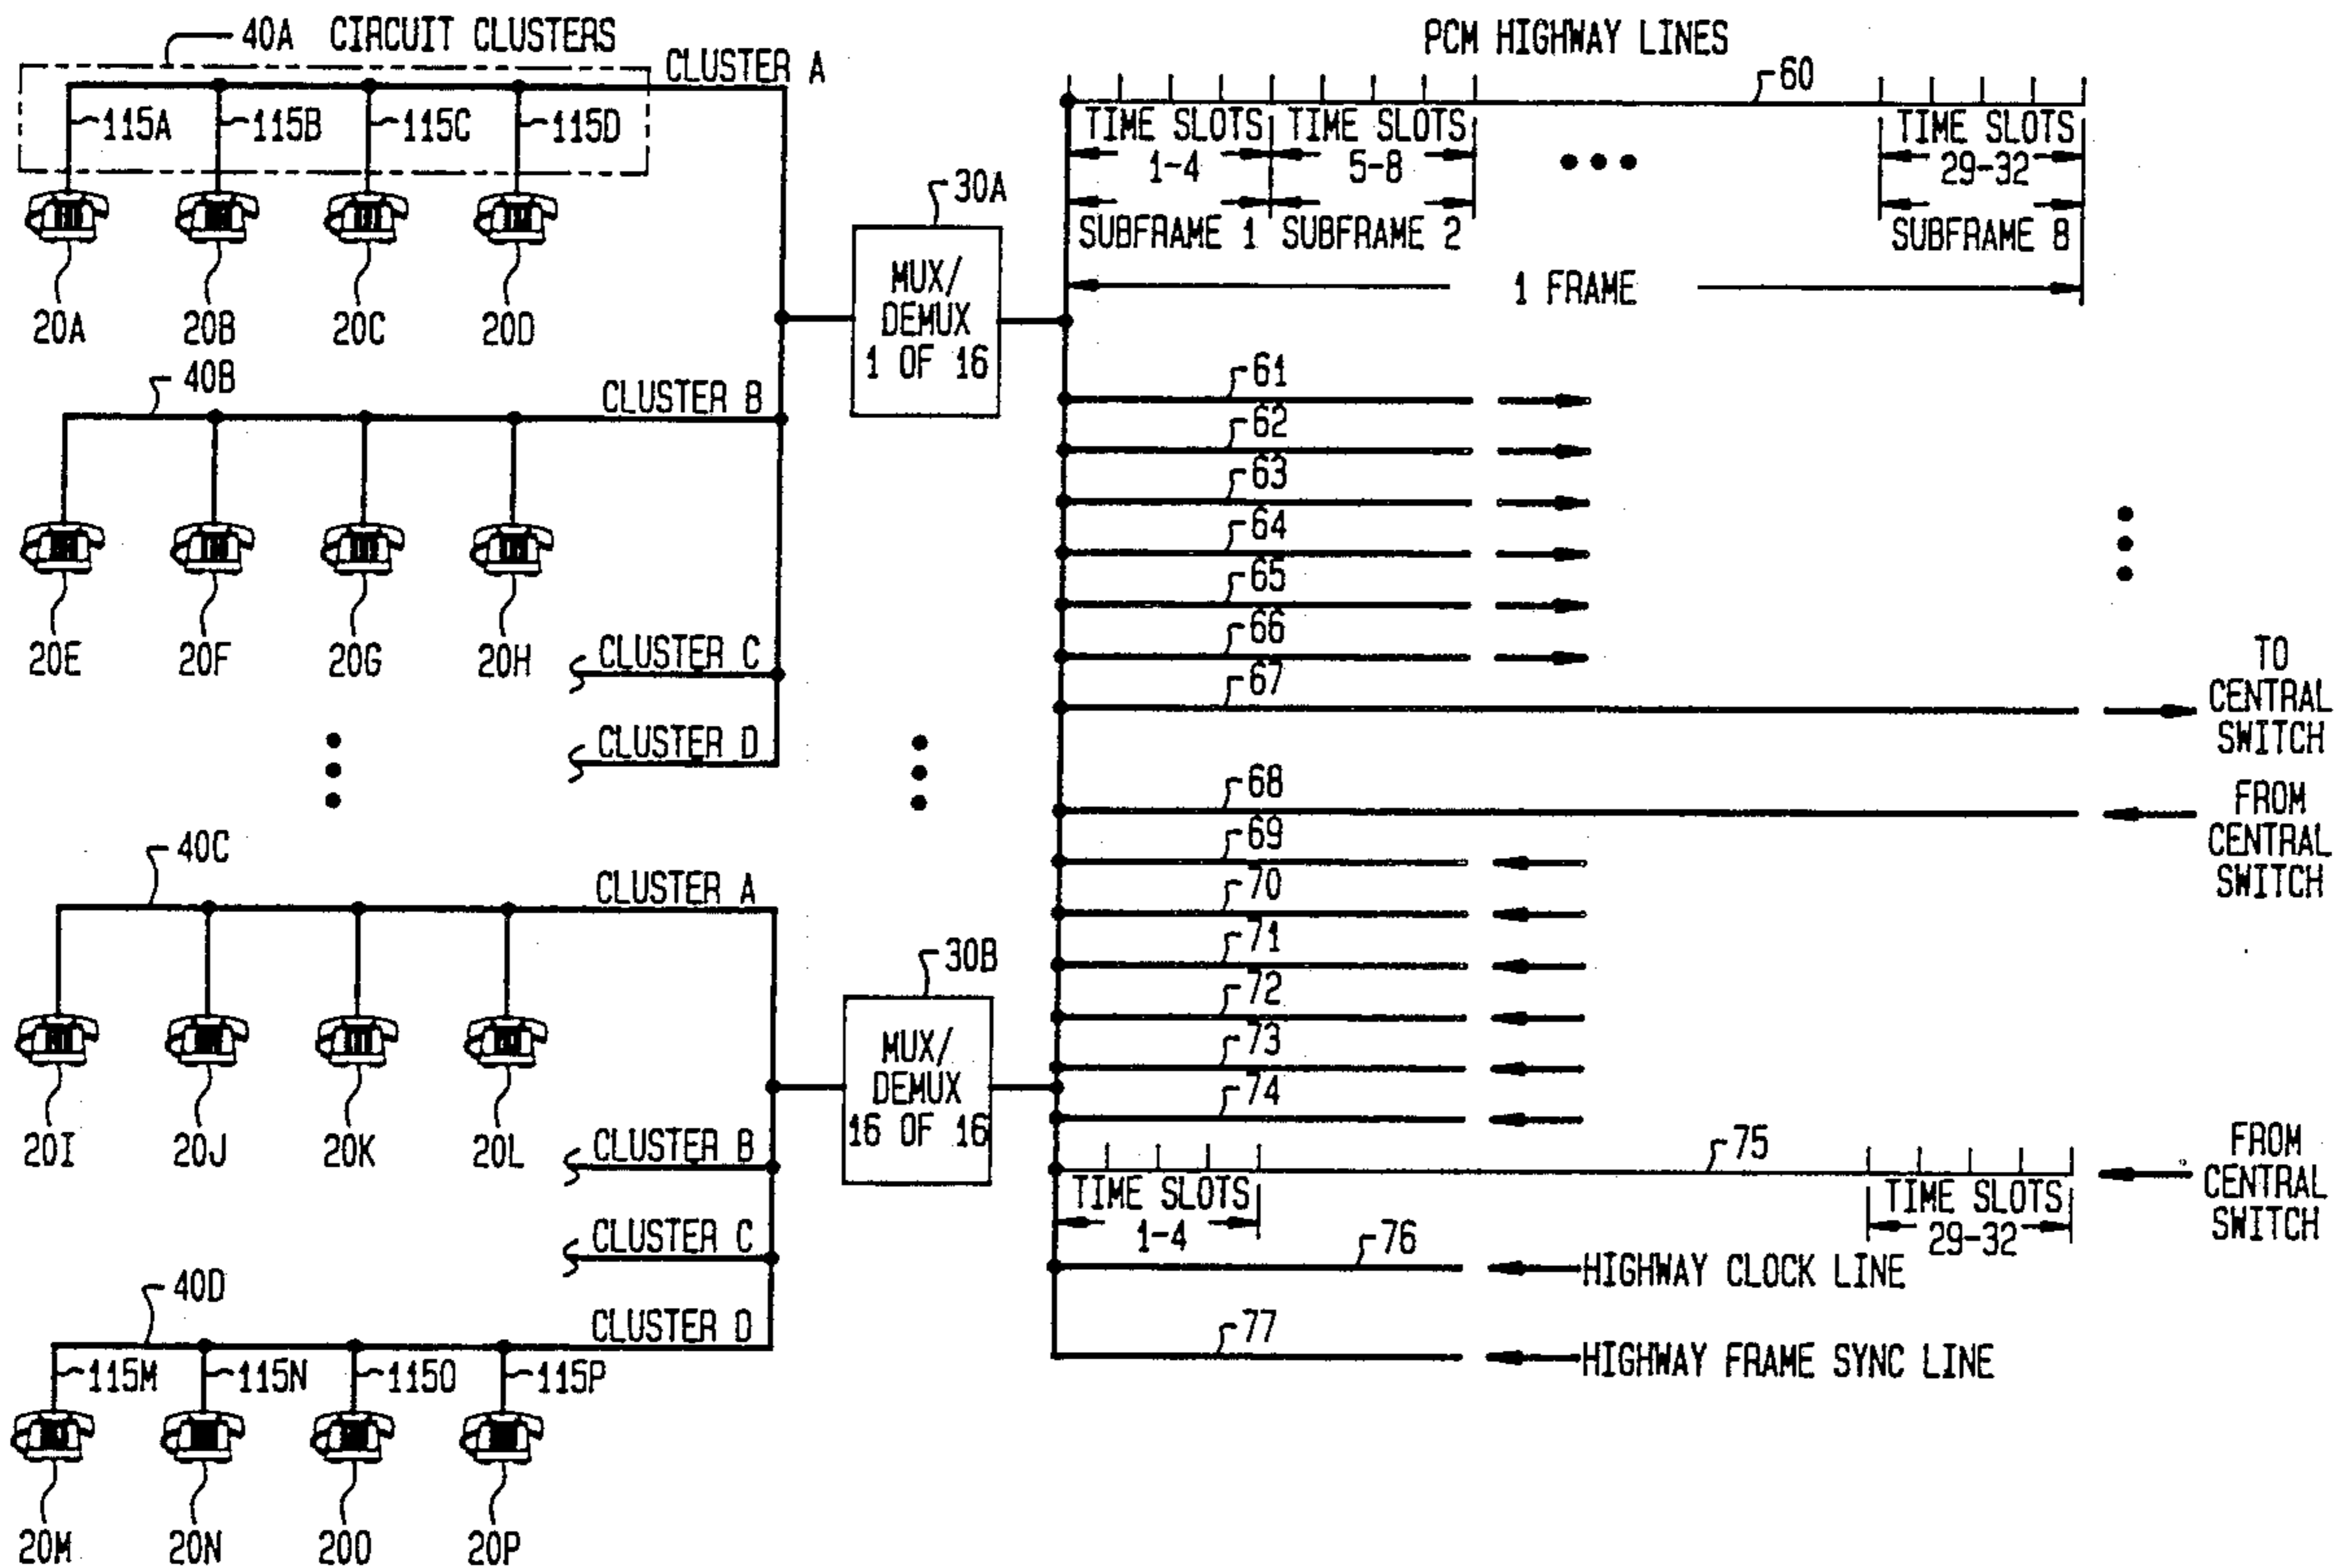 40A CIRCUIT CLUSTERS
CLUSTER A
115A 115B 115C 115D
20A 20B 20C 20D
40B
CLUSTER B
20E 20F 20G 20H
CLUSTER C
CLUSTER D
30A
MUX/
DEMUX
1 OF 16
40C
CLUSTER A
20I 20J 20K 20L
CLUSTER B
CLUSTER C
40D
CLUSTER D
115M 115N 115O 115P
20M 20N 20O 20P
30B
MUX/
DEMUX
16 OF 16
PCM HIGHWAY LINES
60
TIME SLOTS TIME SLOTS TIME SLOTS
1-4 5-8 29-32
SUBFRAME 1 SUBFRAME 2 SUBFRAME 8
1 FRAME
61
62
63
64
65
66
67
TO
CENTRAL
SWITCH
68
FROM
CENTRAL
SWITCH
69
70
71
72
73
74
75
FROM
CENTRAL
SWITCH
TIME SLOTS TIME SLOTS
1-4 29-32
76
HIGHWAY CLOCK LINE
77
HIGHWAY FRAME SYNC LINE